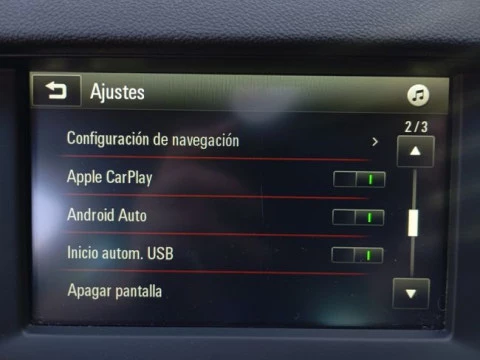 Ajustes
2/3
Configuración de navegación
Apple CarPlay
Android Auto
Inicio autom. USB
Apagar pantalla